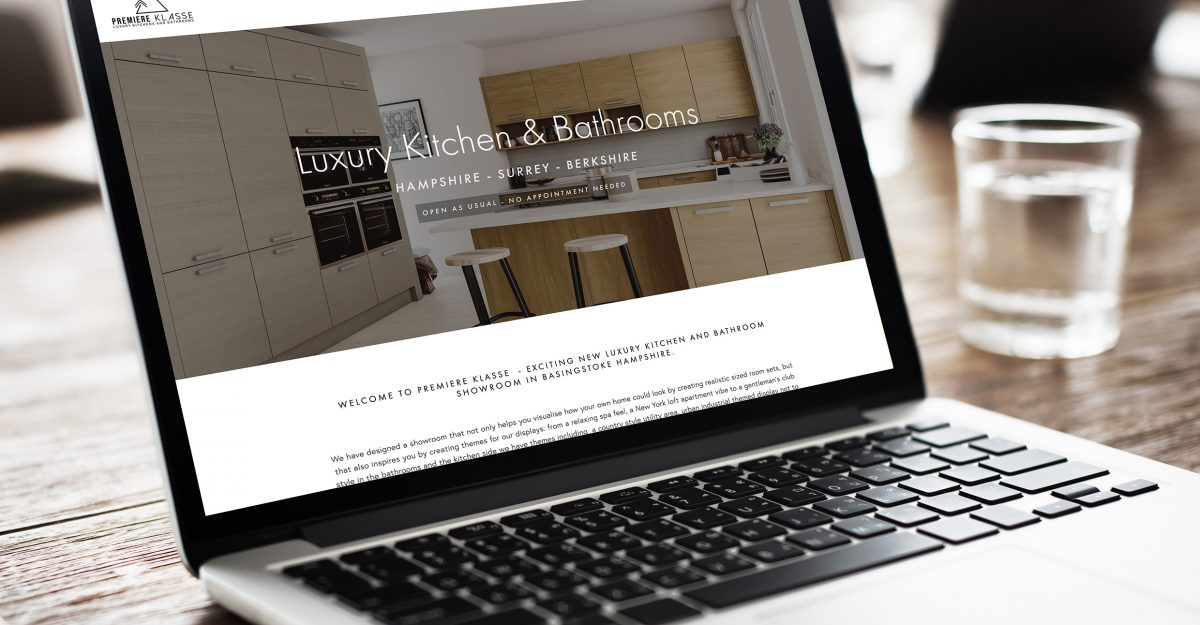 PREMIERE KLASSE
LUXURY KITCHENS AND BATHROOMS
Luxury Kitchen & Bathrooms
HAMPSHIRE - SURREY - BERKSHIRE
OPEN AS USUAL - NO APPOINTMENT NEEDED
WELCOME TO PREMIERE KLASSE - EXCITING NEW LUXURY KITCHEN AND BATHROOM
SHOWROOM IN BASINGSTOKE HAMPSHIRE.
We have designed a showroom that not only helps you visualise how your own home could look by creating realistic sized room sets, but
that also inspires you by creating themes for our displays: from a relaxing spa feel, a New York loft apartment vibe to a gentlemen's club
style in the bathrooms and the kitchen side we have themes including, a country style utility area, urban industrial themed display not to